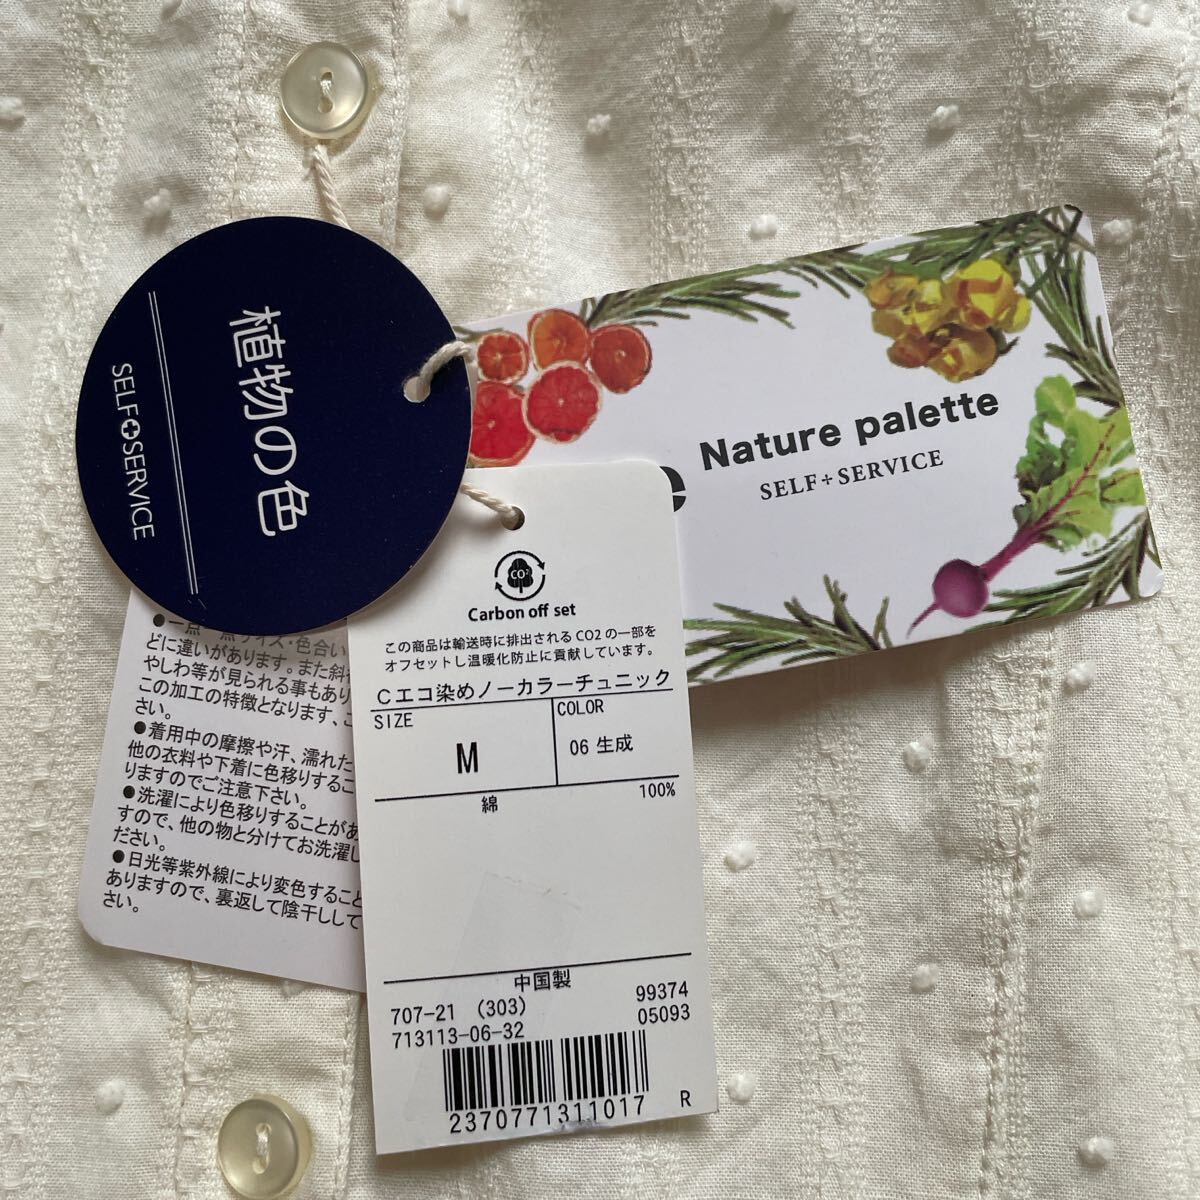 植物の色
SELF+SERVICE
Nature palette
SELF+SERVICE
e
CO2
Carbon off set
この商品は輸送時に排出されるCO2の一部を
オフセットし温暖化防止に貢献しています。
Cエコ染めノーカラーチュニック
SIZE
COLOR
M
06 生成
綿 100%
中国製
707-21 (303) 99374
713113-06-32 05093
2370771311017 R
どに違いがあります。また斜
やしわ等が見られる事もあり
この加工の特徴となります、こ
さい。
●着用中の摩擦や汗、濡れた
他の衣料や下着に色移りするこ
りますのでご注意下さい。
●洗濯により色移りすることがあ
すので、他の物と分けてお洗濯し
ださい。
●日光等紫外線により変色すること
ありますので、裏返して陰干しして
さい。